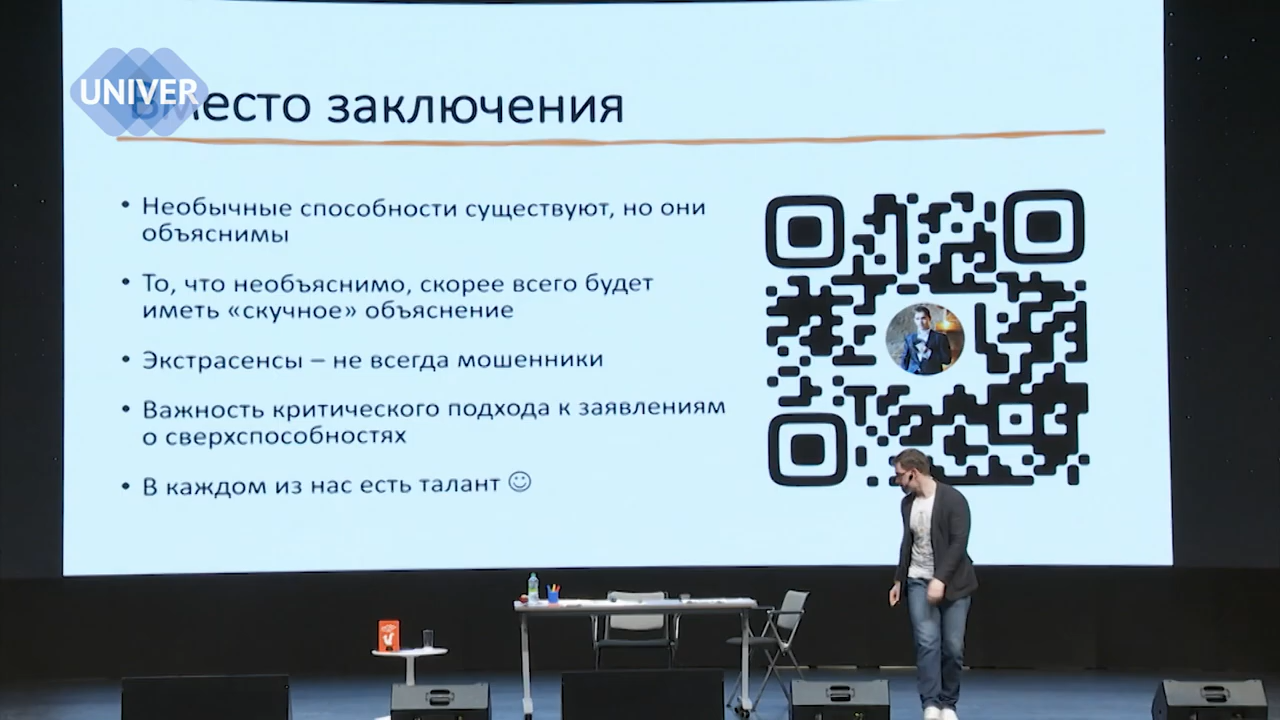 UNIVER
Вместо заключения
• Необычные способности существуют, но они
объяснимы
• То, что необъяснимо, скорее всего будет
иметь «скучное» объяснение
• Экстрасенсы – не всегда мошенники
• Важность критического подхода к заявлениям
о сверхспособностях
• В каждом из нас есть талант ☺